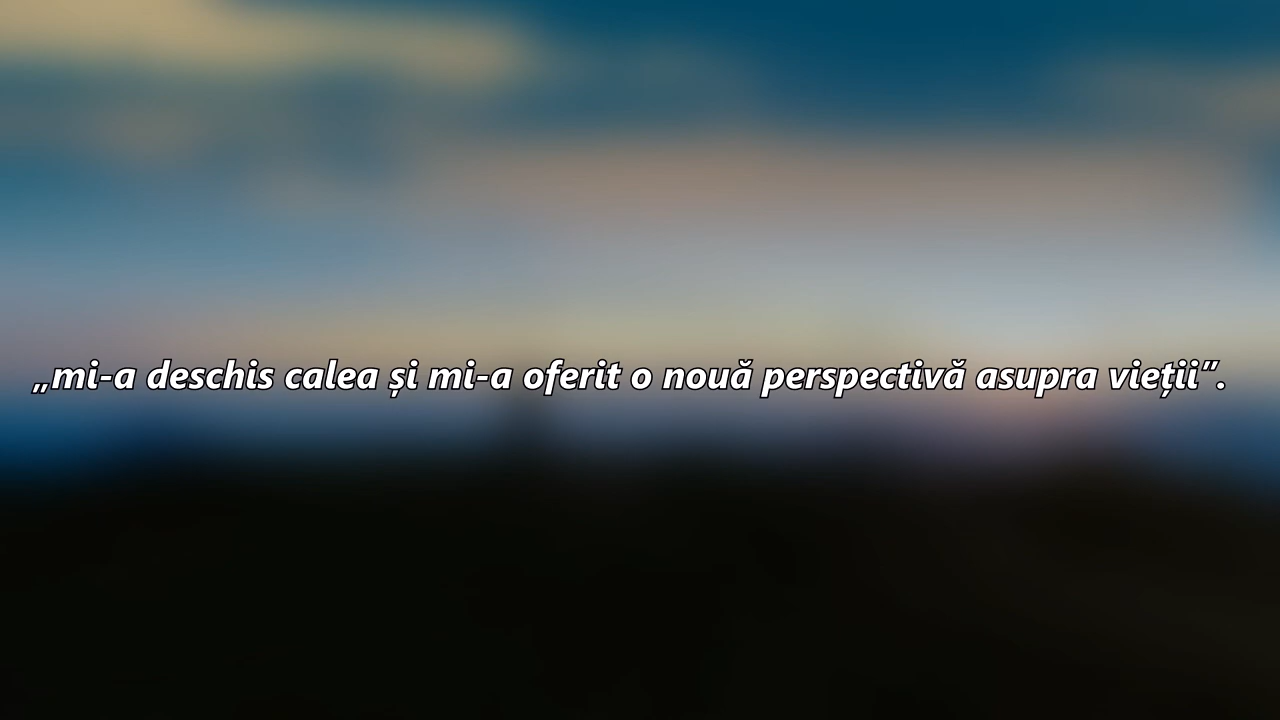 „mi-a deschis calea și mi-a oferit o nouă perspectivă asupra vieții”.